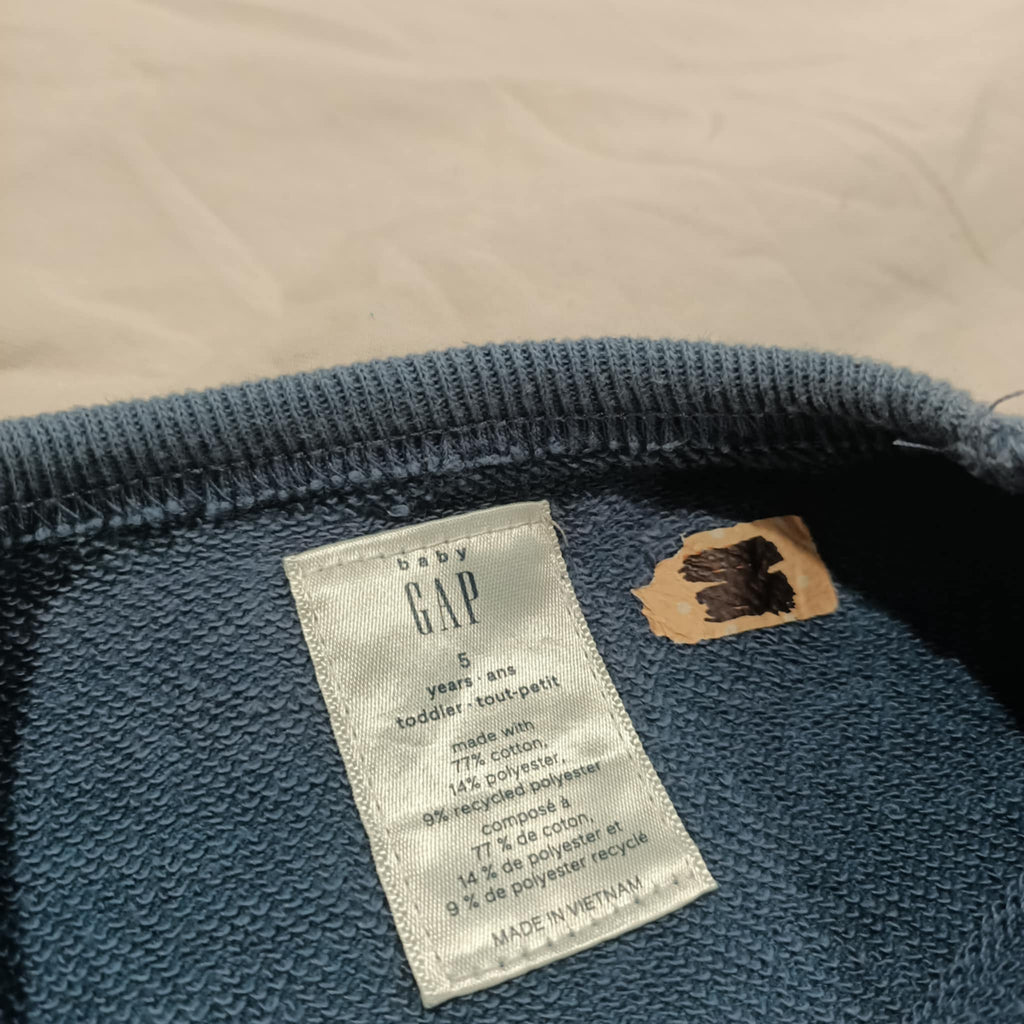 baby
GAP
5
years · ans
toddler · tout-petit
made with
77% cotton,
14% polyester,
9% recycled polyester
composé à
77 % de coton,
14 % de polyester et
9 % de polyester recyclé
MADE IN VIETNAM